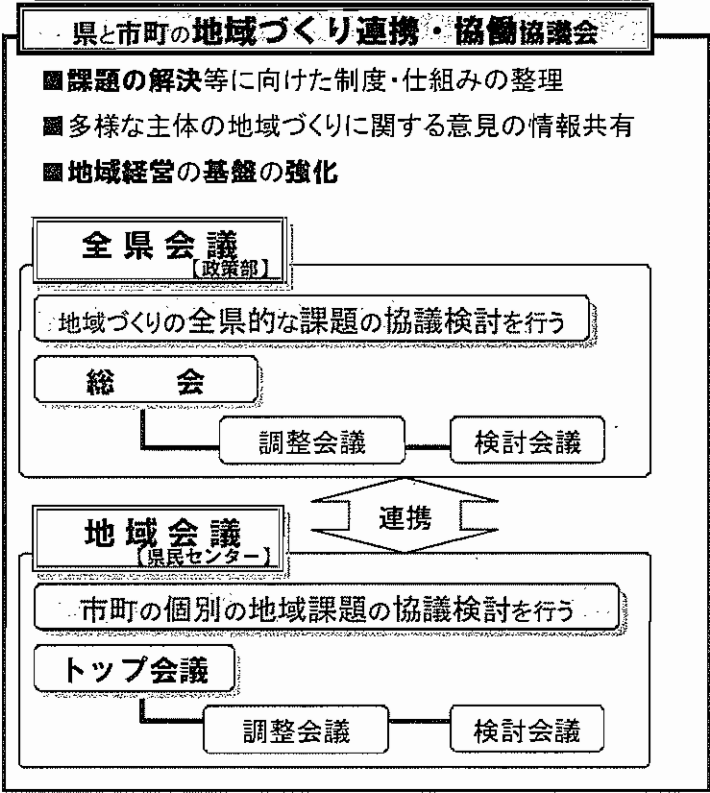 県と市町の地域づくり連携・協働協議会
▩課題の解決等に向けた制度・仕組みの整理
▩多様な主体の地域づくりに関する意見の情報共有
▩地域経営の基盤の強化
全県会議
【政策部】
地域づくりの全県的な課題の協議検討を行う
総会
調整会議
検討会議
連携
地域会議
【県民センター】
市町の個別の地域課題の協議検討を行う
トップ会議
調整会議
検討会議